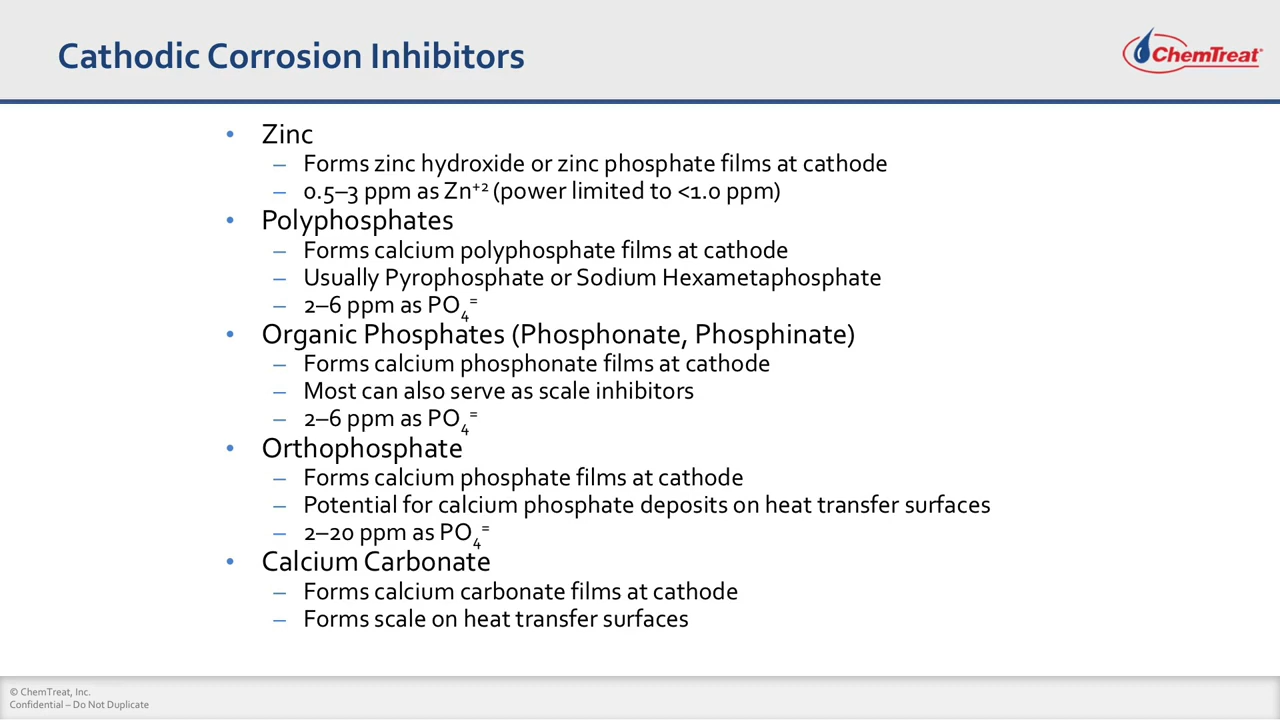 Cathodic Corrosion Inhibitors
ChemTreat®
• Zinc
– Forms zinc hydroxide or zinc phosphate films at cathode
– 0.5–3 ppm as Zn⁺² (power limited to <1.0 ppm)
• Polyphosphates
– Forms calcium polyphosphate films at cathode
– Usually Pyrophosphate or Sodium Hexametaphosphate
– 2–6 ppm as PO₄⁼
• Organic Phosphates (Phosphonate, Phosphinate)
– Forms calcium phosphonate films at cathode
– Most can also serve as scale inhibitors
– 2–6 ppm as PO₄⁼
• Orthophosphate
– Forms calcium phosphate films at cathode
– Potential for calcium phosphate deposits on heat transfer surfaces
– 2–20 ppm as PO₄⁼
• Calcium Carbonate
– Forms calcium carbonate films at cathode
– Forms scale on heat transfer surfaces
© ChemTreat, Inc.
Confidential – Do Not Duplicate